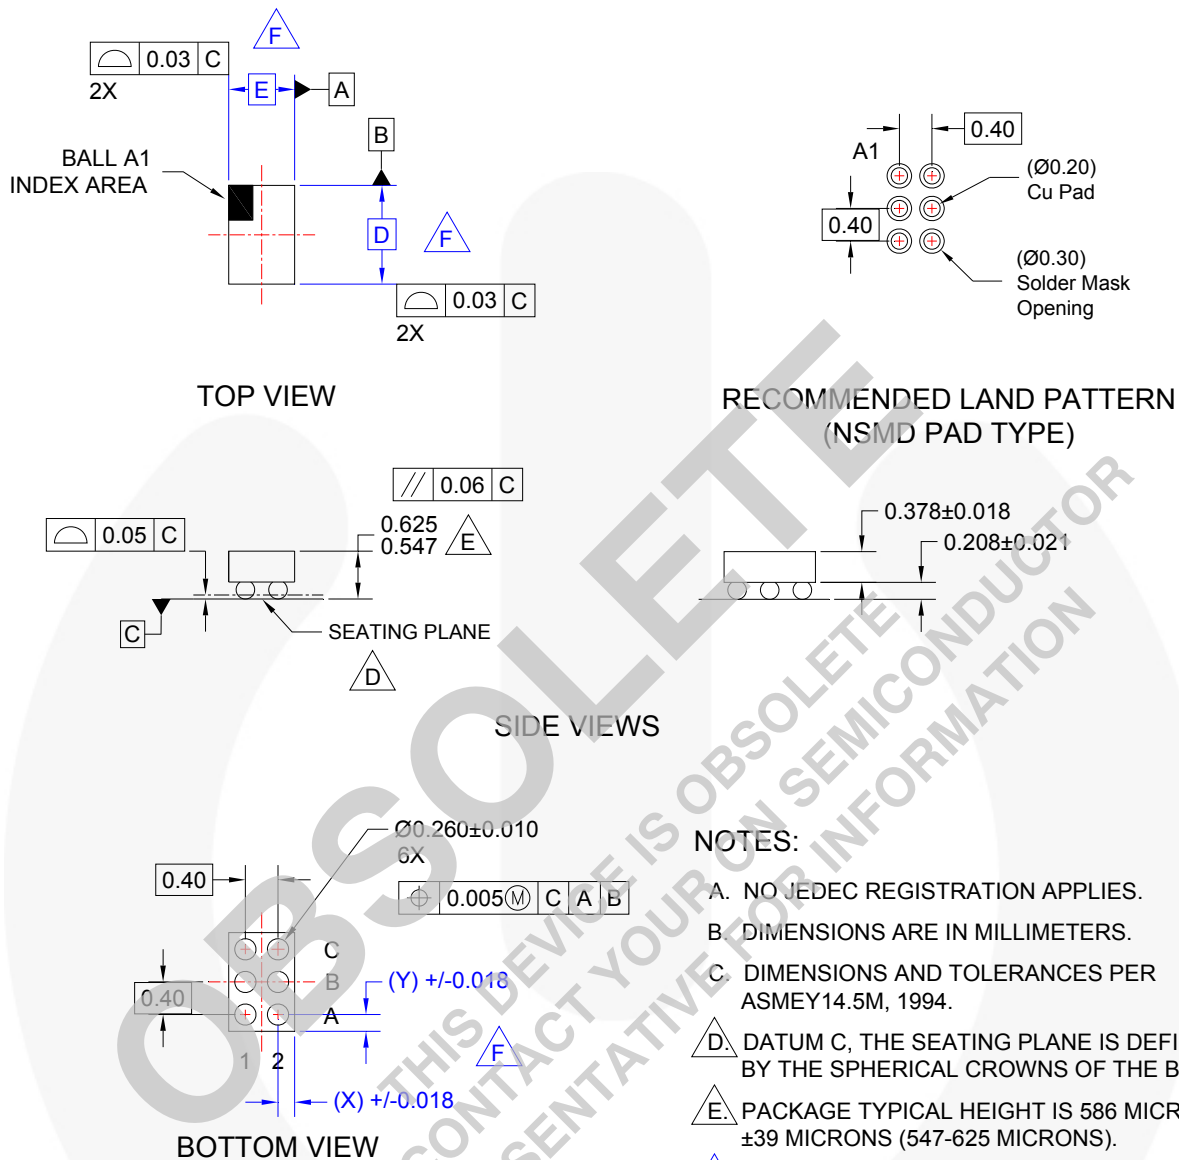 F
0.03 C
2X
E
A
B
BALL A1
INDEX AREA
D
F
0.03 C
2X
TOP VIEW
0.40
A1
(Ø0.20)
Cu Pad
0.40
(Ø0.30)
Solder Mask
Opening
RECOMMENDED LAND PATTERN
(NSMD PAD TYPE)
// 0.06 C
0.05 C
0.625
0.547
E
C
SEATING PLANE
D
0.378±0.018
0.208±0.021
SIDE VIEWS
Ø0.260±0.010
6X
0.005Ⓜ C A B
0.40
0.40
C
B
A
1 2
(Y) +/-0.018
F
(X) +/-0.018
BOTTOM VIEW
NOTES:
A. NO JEDEC REGISTRATION APPLIES.
B. DIMENSIONS ARE IN MILLIMETERS.
C. DIMENSIONS AND TOLERANCES PER
ASMEY14.5M, 1994.
D. DATUM C, THE SEATING PLANE IS DEFI
BY THE SPHERICAL CROWNS OF THE B
E. PACKAGE TYPICAL HEIGHT IS 586 MICR
±39 MICRONS (547-625 MICRONS).
OBSOLETE
THIS DEVICE IS OBSOLETE
CONTACT YOUR ON SEMICONDUCTOR
SENTATIVE FOR INFORMATION